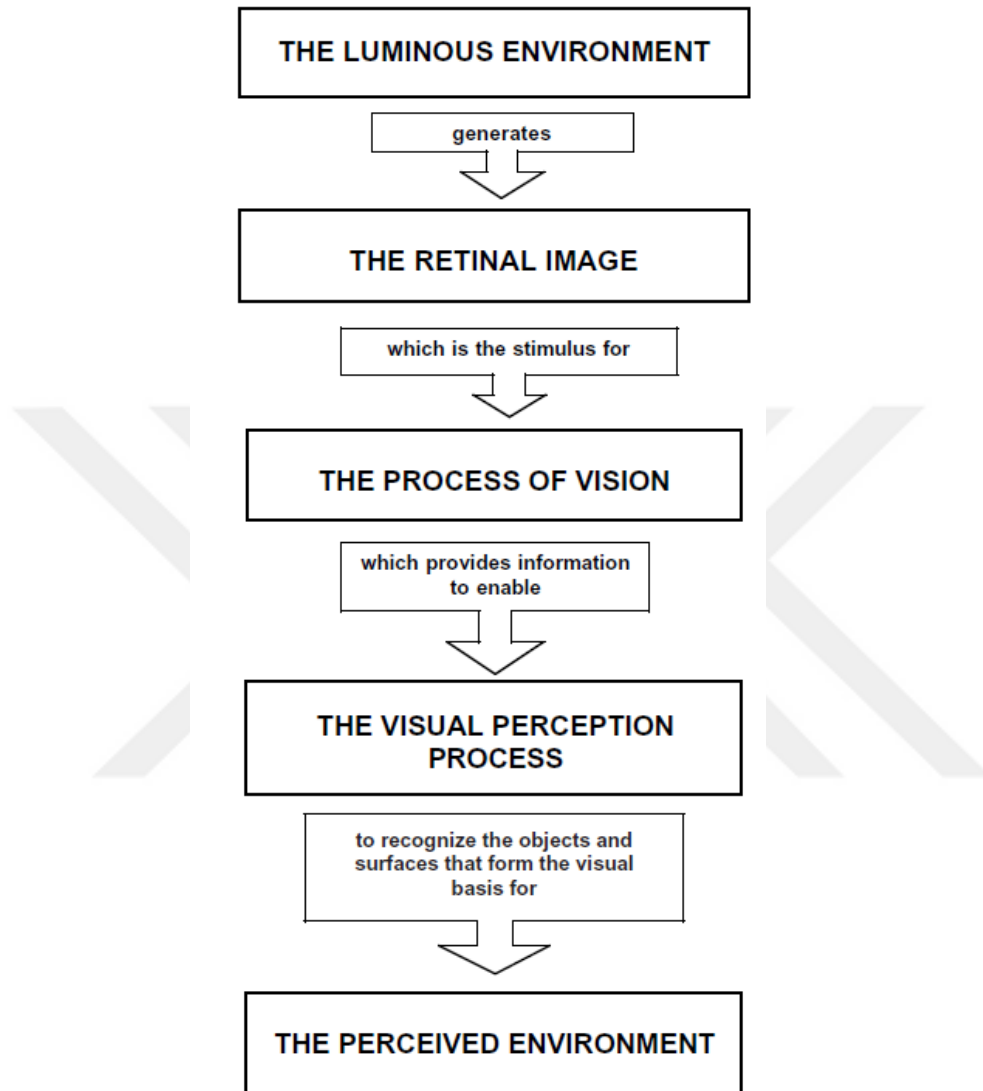 THE LUMINOUS ENVIRONMENT
generates
THE RETINAL IMAGE
which is the stimulus for
THE PROCESS OF VISION
which provides information
to enable
THE VISUAL PERCEPTION
PROCESS
to recognize the objects and
surfaces that form the visual
basis for
THE PERCEIVED ENVIRONMENT